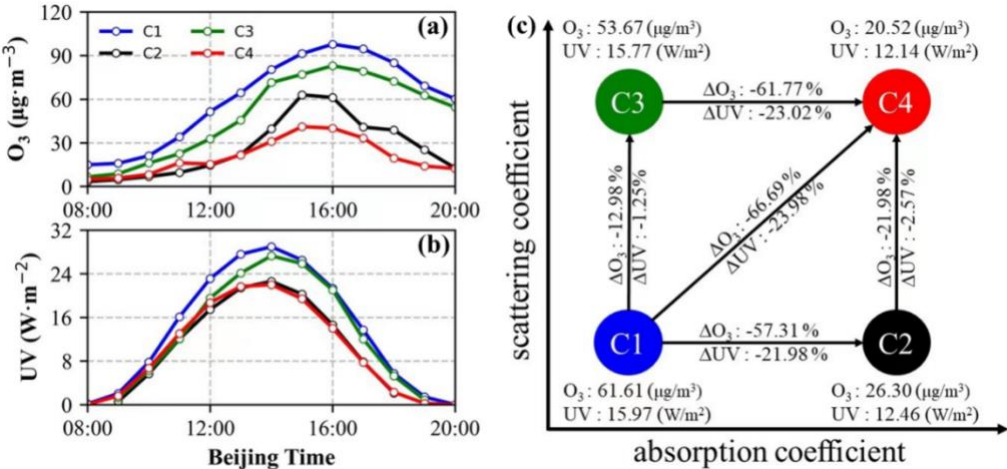 (a)
120
90
60
30
0
O₃ (μg·m⁻³)
C1
C2
C3
C4
08:00
12:00
16:00
20:00
(b)
32
24
16
8
0
UV (W·m⁻²)
08:00
12:00
16:00
20:00
Beijing Time
(c)
scattering coefficient
absorption coefficient
O₃ : 53.67 (μg/m³)
UV : 15.77 (W/m²)
C3
O₃ : 20.52 (μg/m³)
UV : 12.14 (W/m²)
C4
ΔO₃ : -61.77%
ΔUV : -23.02%
ΔO₃ : -12.98%
ΔUV : -1.25%
ΔO₃ : -66.69%
ΔUV : -23.98%
ΔO₃ : -21.98%
ΔUV : -2.57%
C1
ΔO₃ : -57.31%
ΔUV : -21.98%
C2
O₃ : 61.61 (μg/m³)
UV : 15.97 (W/m²)
O₃ : 26.30 (μg/m³)
UV : 12.46 (W/m²)